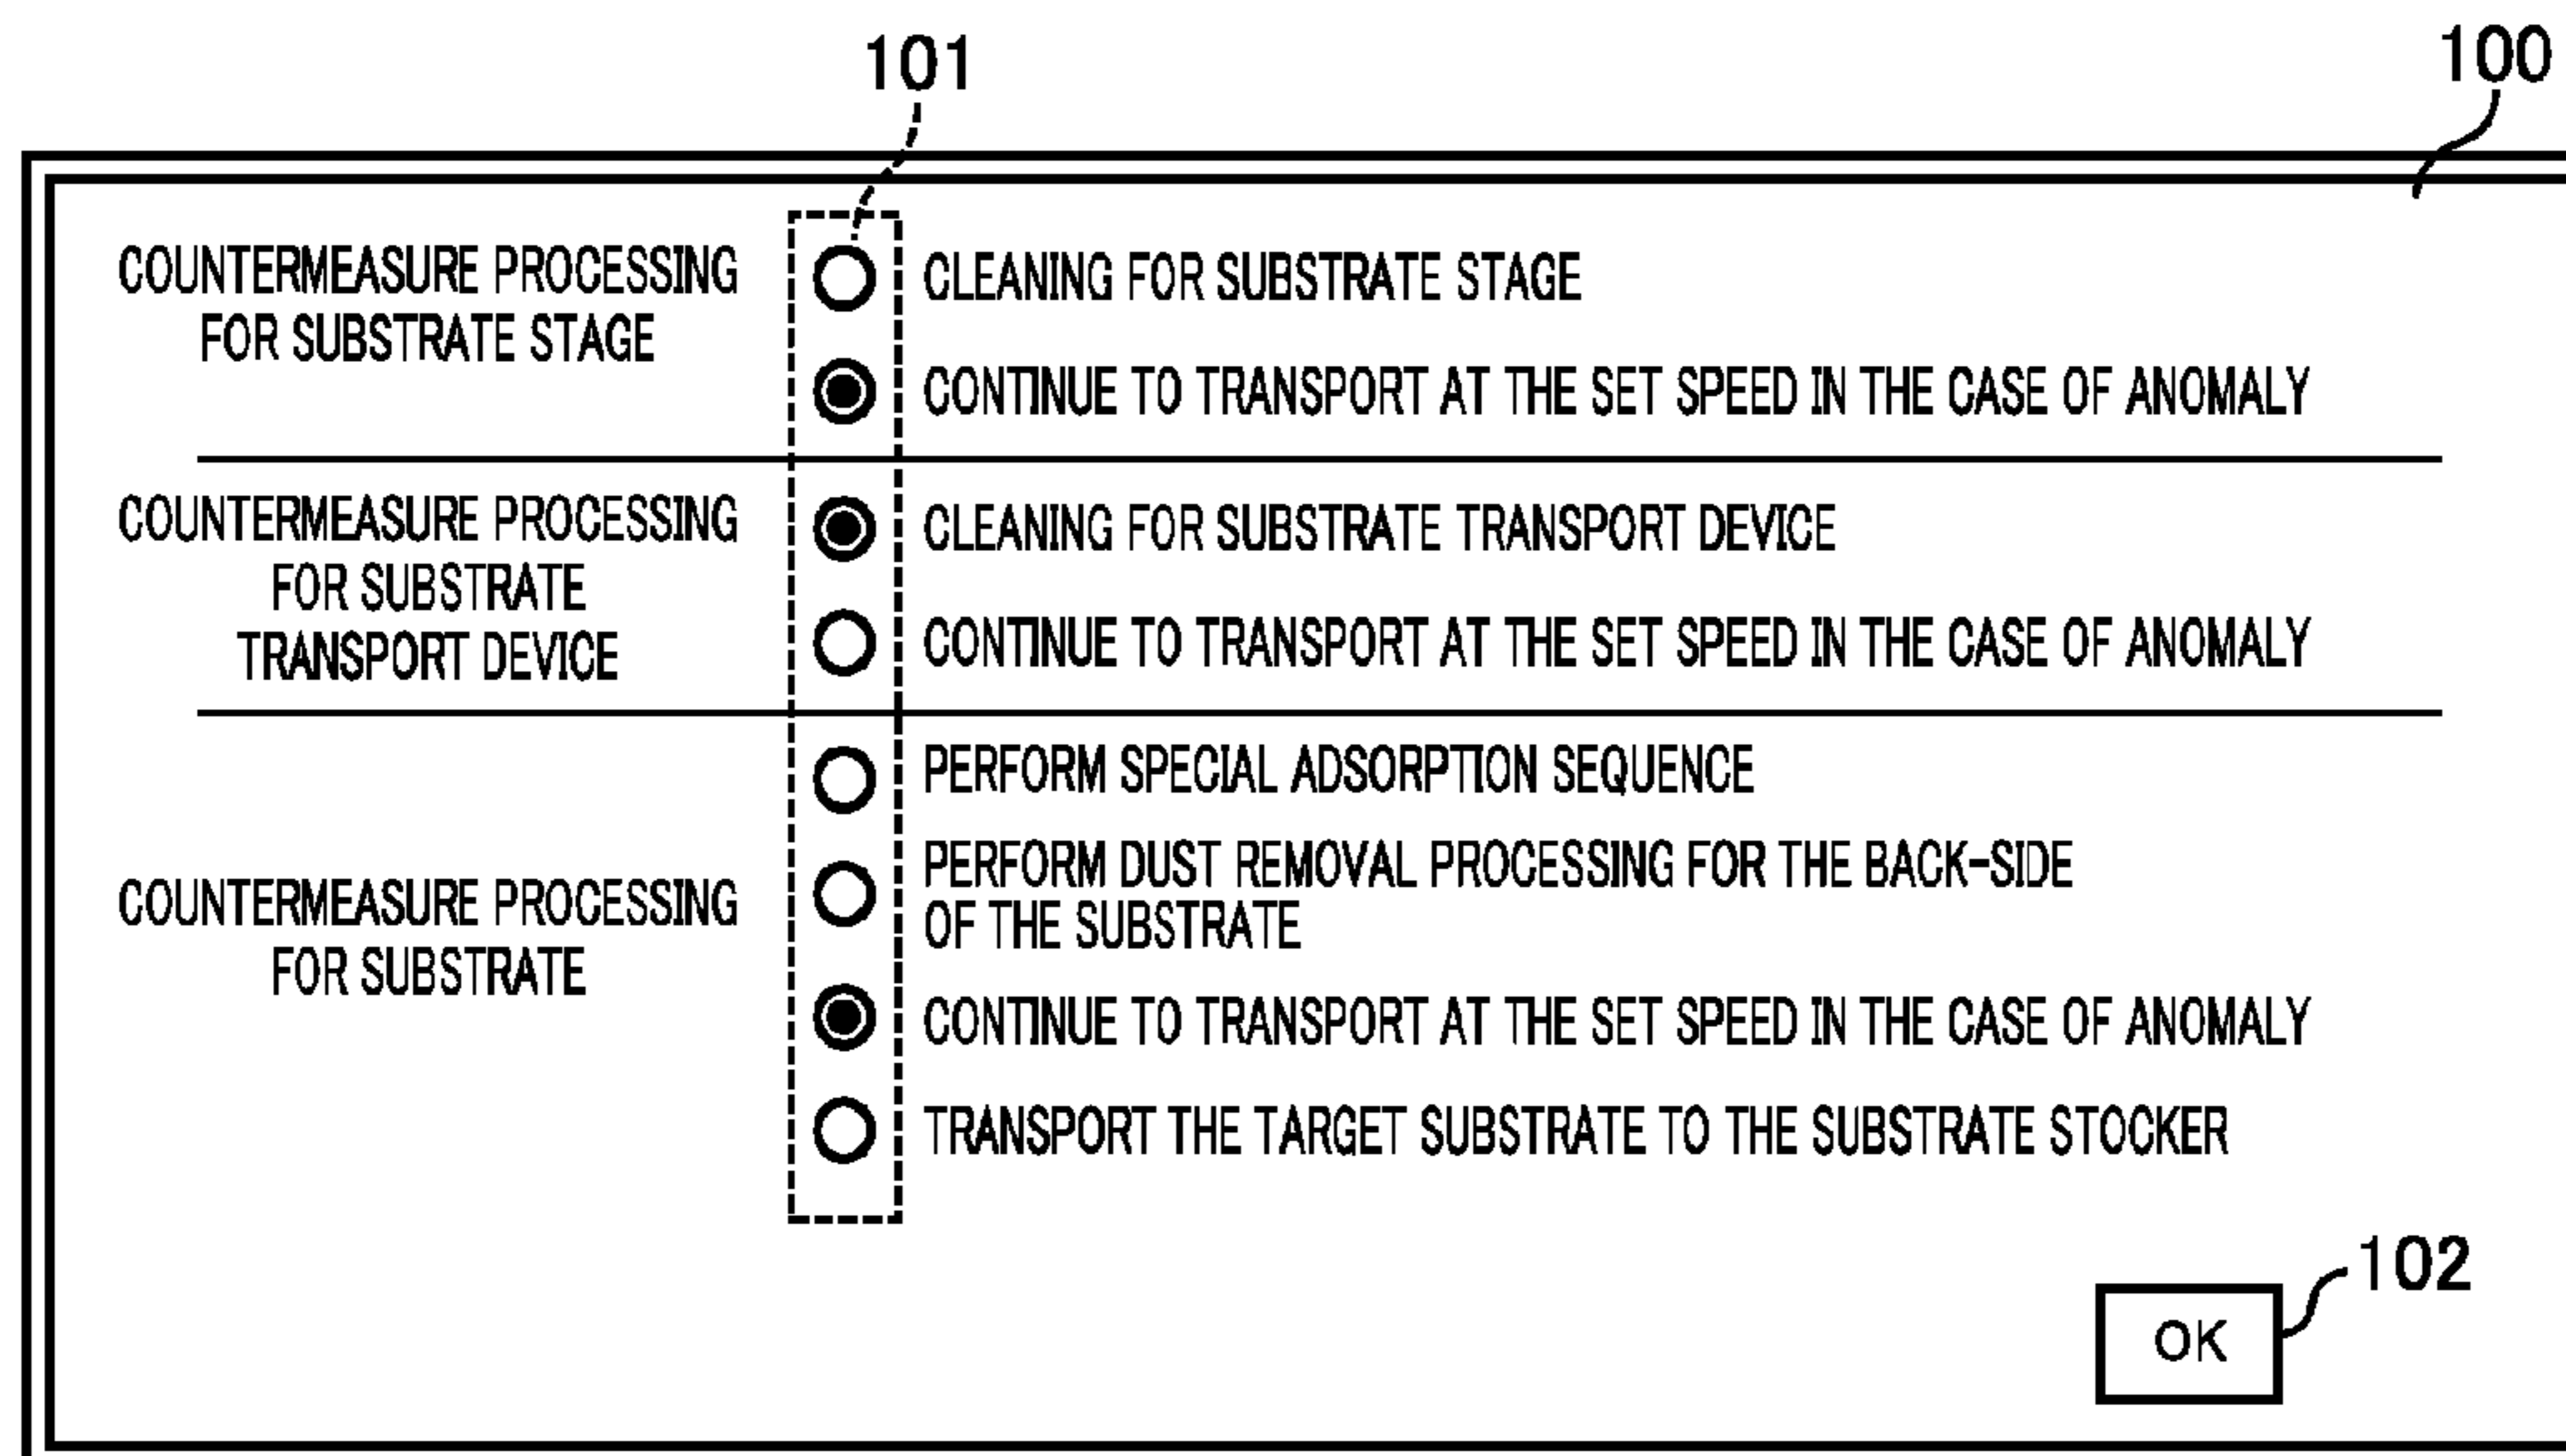 101
100
COUNTERMEASURE PROCESSING
FOR SUBSTRATE STAGE
CLEANING FOR SUBSTRATE STAGE
CONTINUE TO TRANSPORT AT THE SET SPEED IN THE CASE OF ANOMALY
COUNTERMEASURE PROCESSING
FOR SUBSTRATE
TRANSPORT DEVICE
CLEANING FOR SUBSTRATE TRANSPORT DEVICE
CONTINUE TO TRANSPORT AT THE SET SPEED IN THE CASE OF ANOMALY
COUNTERMEASURE PROCESSING
FOR SUBSTRATE
PERFORM SPECIAL ADSORPTION SEQUENCE
PERFORM DUST REMOVAL PROCESSING FOR THE BACK-SIDE
OF THE SUBSTRATE
CONTINUE TO TRANSPORT AT THE SET SPEED IN THE CASE OF ANOMALY
TRANSPORT THE TARGET SUBSTRATE TO THE SUBSTRATE STOCKER
102
OK